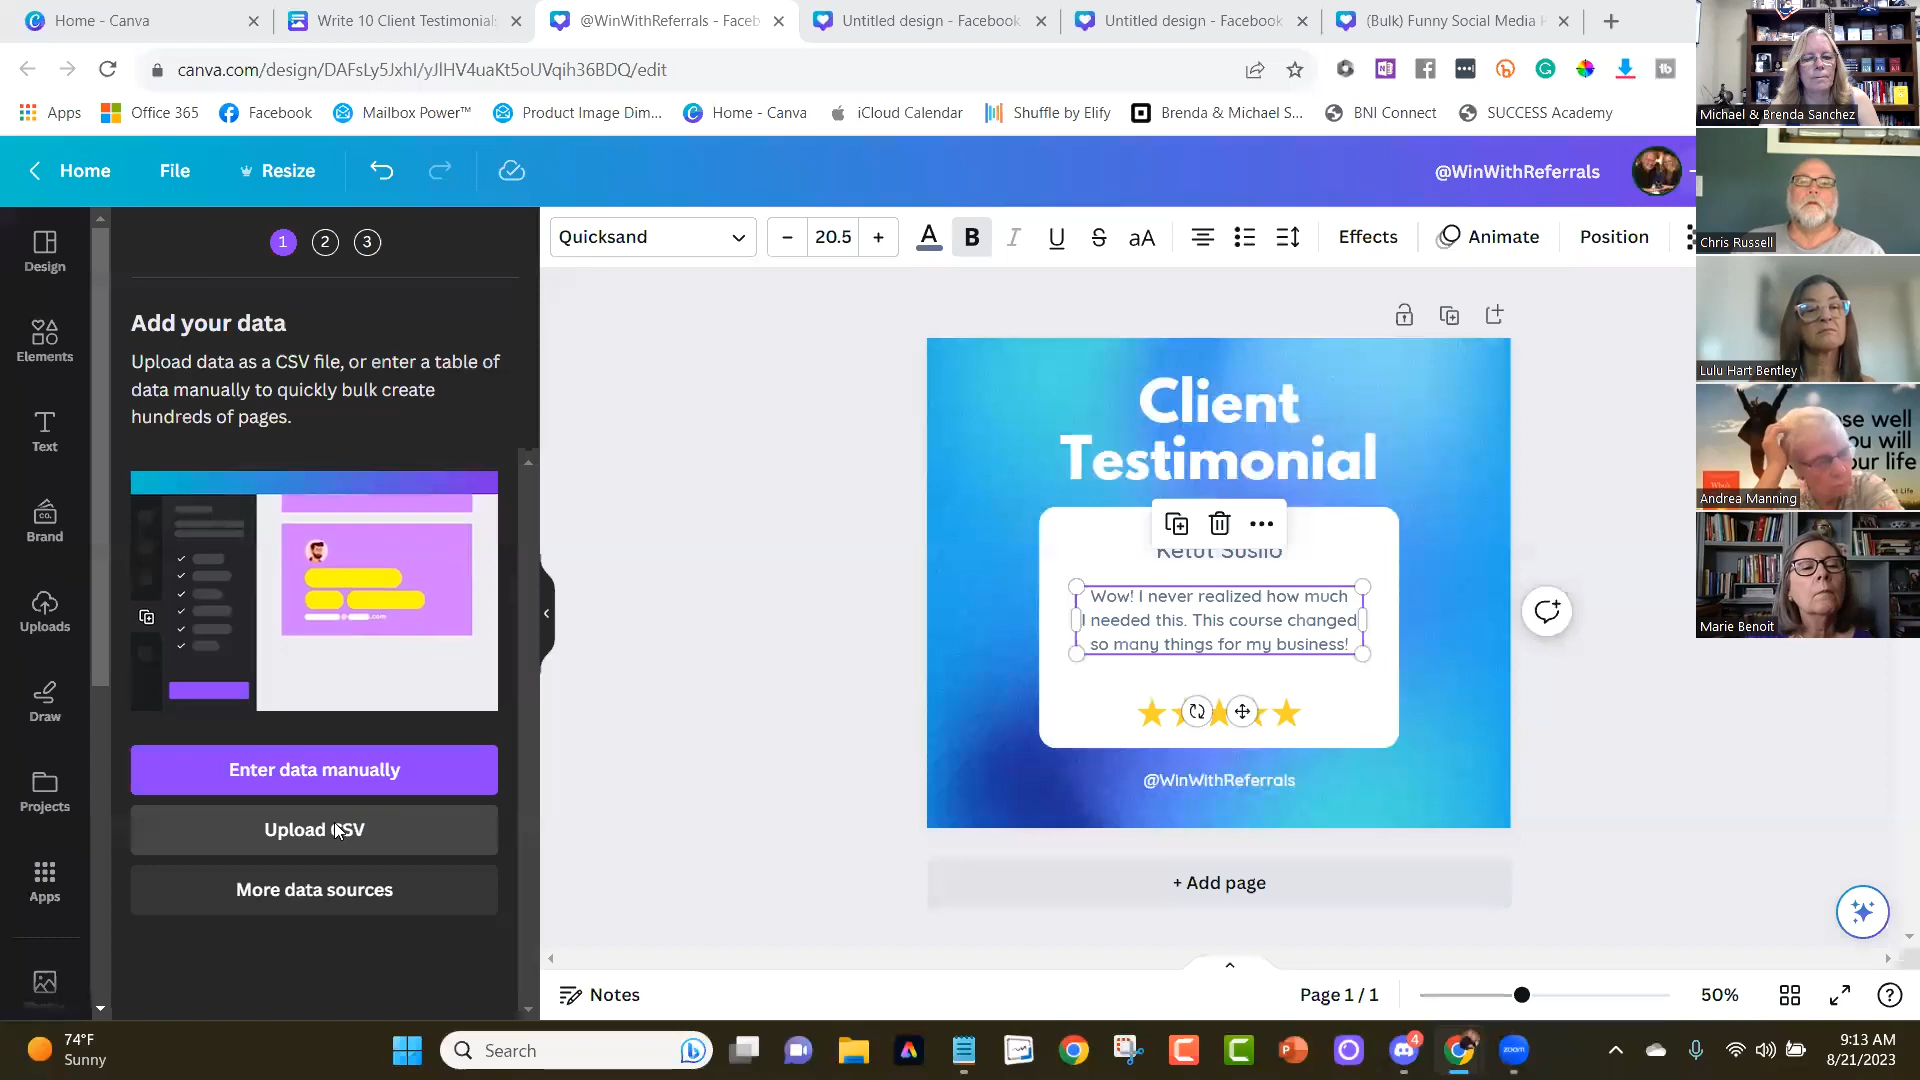 Home - Canva
Write 10 Client Testimonial
@WinWithReferrals - Faceb
Untitled design - Facebook
Untitled design - Facebook
(Bulk) Funny Social Media
canva.com/design/DAFsLy5JxhI/yJlHV4uaKt5oUVqih36BDQ/edit
Apps
Office 365
Facebook
Mailbox Power™
Product Image Dim...
Home - Canva
iCloud Calendar
Shuffle by Elify
Brenda & Michael S...
BNI Connect
SUCCESS Academy
Home
File
Resize
@WinWithReferrals
Quicksand
– 20.5 +
A B I U S aA
Effects
Animate
Position
Design
Elements
Text
Brand
Uploads
Draw
Projects
Apps
1 2 3
Add your data
Upload data as a CSV file, or enter a table of
data manually to quickly bulk create
hundreds of pages.
.com
Enter data manually
Upload CSV
More data sources
Client
Testimonial
Ketut Susilo
Wow! I never realized how much
I needed this. This course changed
so many things for my business!
@WinWithReferrals
+ Add page
Notes
Page 1 / 1
50%
Michael & Brenda Sanchez
Chris Russell
Lulu Hart Bentley
Andrea Manning
Marie Benoit
74°F
Sunny
Search
4
zoom
9:13 AM
8/21/2023